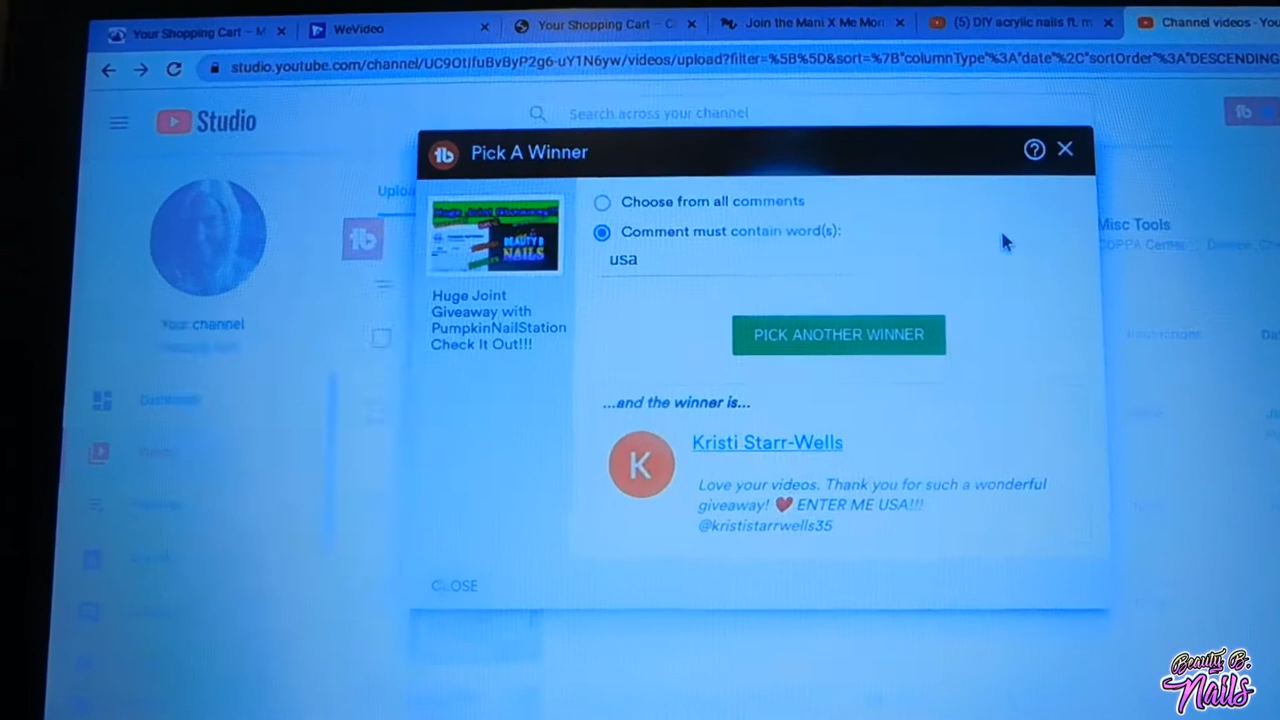 Your Shopping Cart – M
WeVideo
Your Shopping Cart – C
Join the Mani X Me Mon
(5) DIY acrylic nails ft. m
Channel videos - You
studio.youtube.com/channel/UC9OtifuBvByP2g6-uY1N6yw/videos/upload?filter=%5B%5D&sort=%7B"columnType"%3A"date"%2C"sortOrder"%3A"DESCENDING
Studio
Search across your channel
tb
Pick A Winner
Uploa
Choose from all comments
Comment must contain word(s):
usa
Misc Tools
COPPA Center
BEAUTY B
NAILS
Huge Joint
Giveaway with
PumpkinNailStation
Check It Out!!!
PICK ANOTHER WINNER
Your channel
Dashboard
...and the winner is...
K
Kristi Starr-Wells
Love your videos. Thank you for such a wonderful
giveaway! ❤️ ENTER ME USA!!!
@krististarrwells35
CLOSE
Beauty B.
Nails